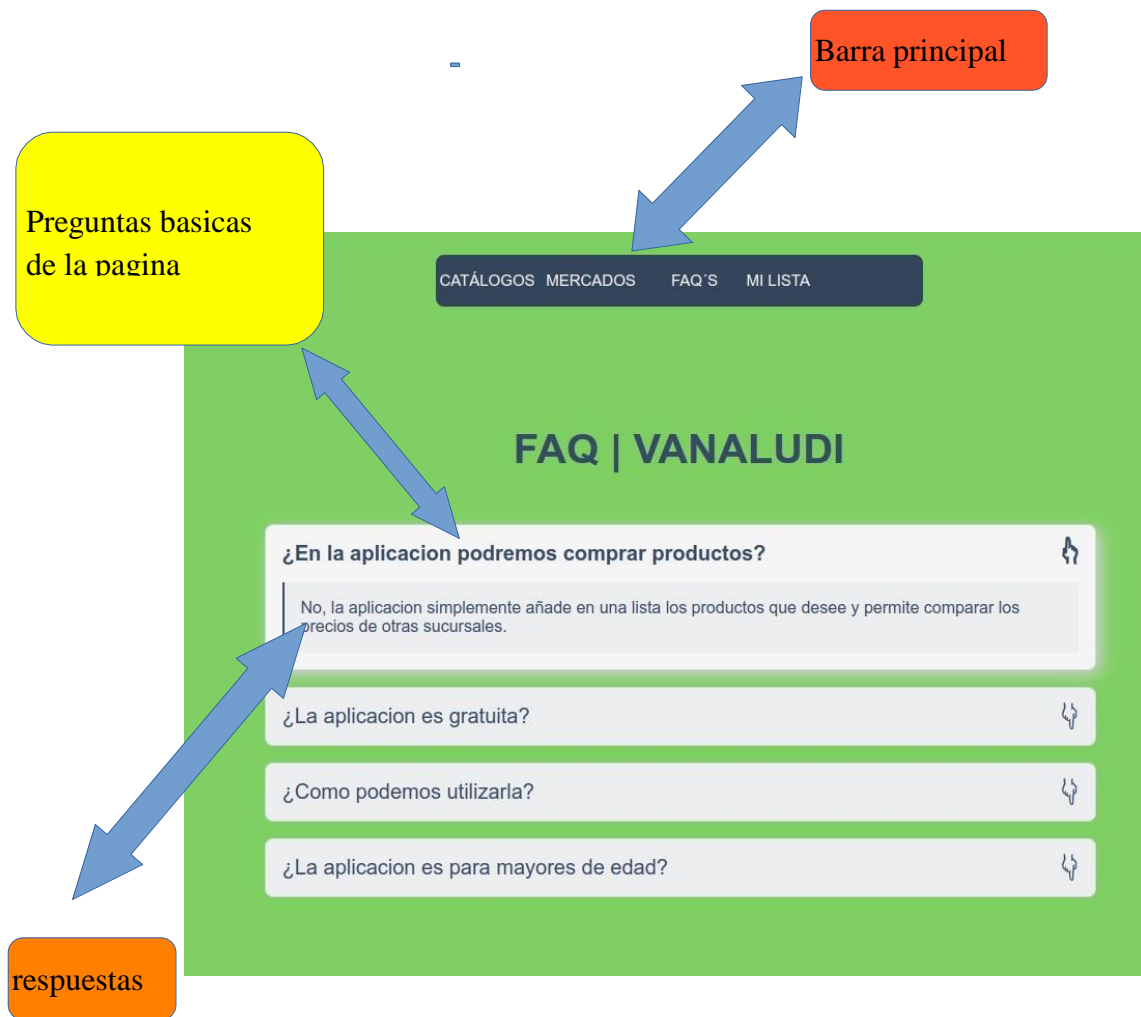 Barra principal
Preguntas basicas
de la pagina
CATÁLOGOS MERCADOS FAQ´S MI LISTA
FAQ | VANALUDI
¿En la aplicacion podremos comprar productos?
No, la aplicacion simplemente añade en una lista los productos que desee y permite comparar los
precios de otras sucursales.
¿La aplicacion es gratuita?
¿Como podemos utilizarla?
¿La aplicacion es para mayores de edad?
respuestas